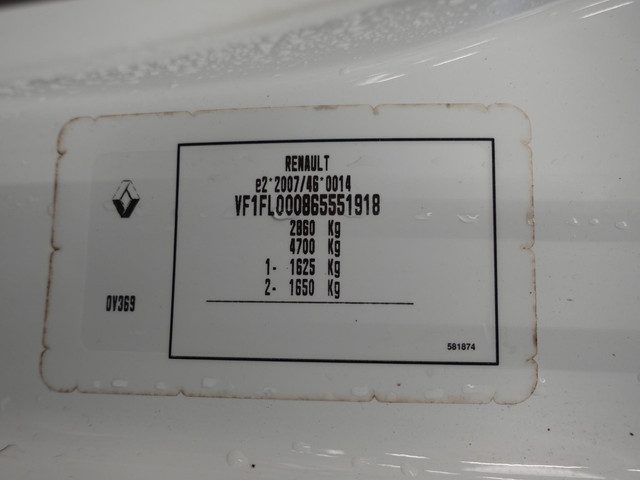 RENAULT
e2*2007/46*0014
VF1FL000865551918
2860 Kg
4700 Kg
1- 1625 Kg
2- 1650 Kg
0V369
581874